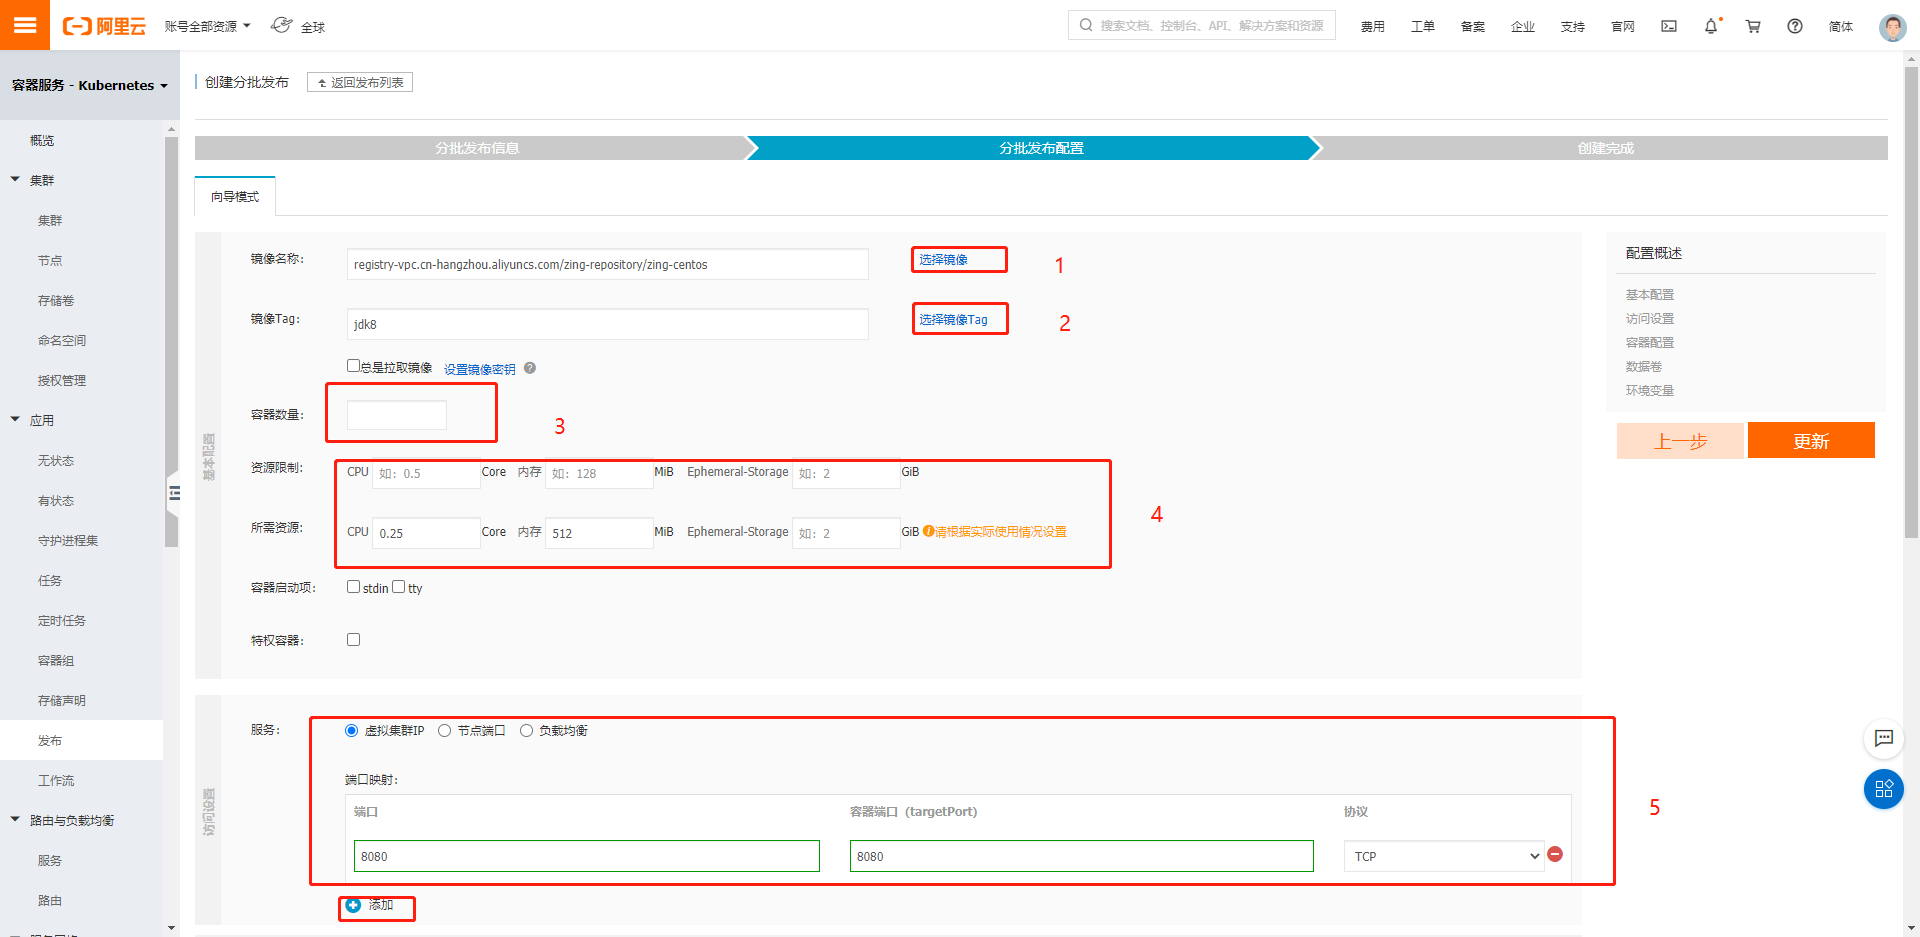 阿里云
账号全部资源
全球
搜索文档、控制台、API、解决方案和资源
费用
工单
备案
企业
支持
官网
简体
容器服务 - Kubernetes
概览
集群
集群
节点
存储卷
命名空间
授权管理
应用
无状态
有状态
守护进程集
任务
定时任务
容器组
存储声明
发布
工作流
路由与负载均衡
服务
路由
创建分批发布
返回发布列表
分批发布信息
分批发布配置
创建完成
向导模式
基本配置
镜像名称:
registry-vpc.cn-hangzhou.aliyuncs.com/zing-repository/zing-centos
选择镜像
1
镜像Tag:
jdk8
选择镜像Tag
2
总是拉取镜像 设置镜像密钥
容器数量:
3
资源限制:
CPU 如: 0.5 Core 内存 如: 128 MiB Ephemeral-Storage 如: 2 GiB
所需资源:
CPU 0.25 Core 内存 512 MiB Ephemeral-Storage 如: 2 GiB 请根据实际使用情况设置
4
容器启动项:
stdin tty
特权容器:
访问设置
服务:
虚拟集群IP 节点端口 负载均衡
端口映射:
端口 容器端口 (targetPort) 协议
8080 8080 TCP
5
添加
配置概述
基本配置
访问设置
容器配置
数据卷
环境变量
上一步
更新